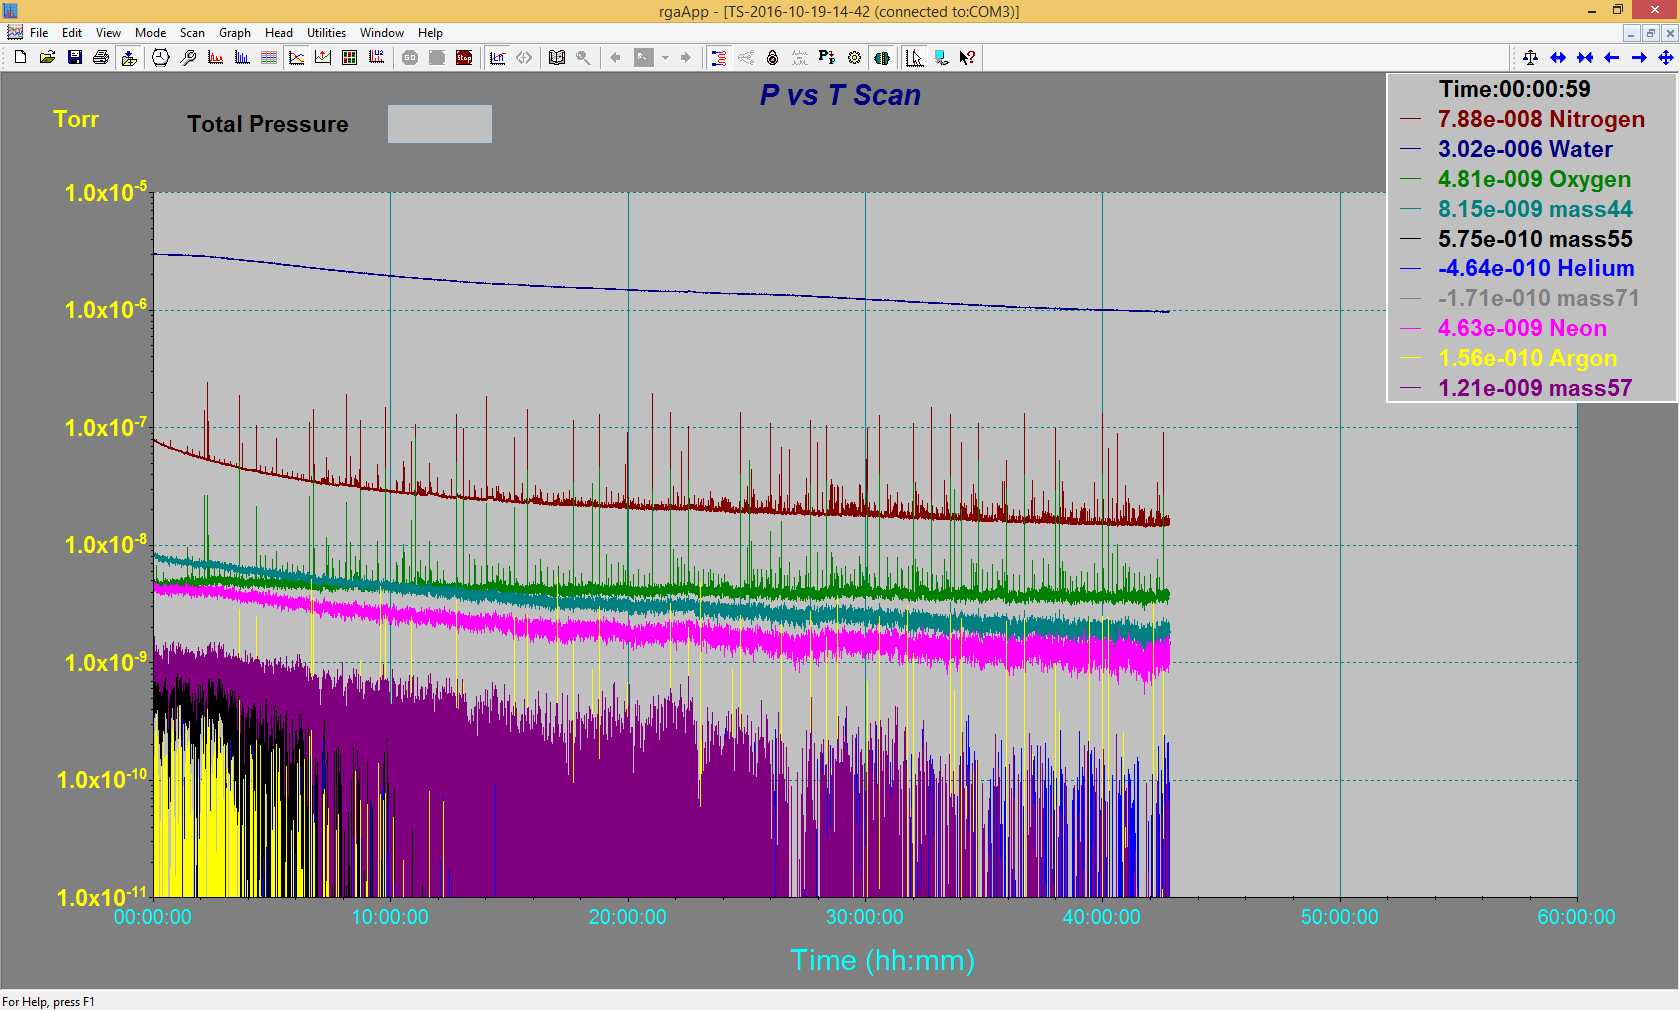 rgaApp - [TS-2016-10-19-14-42 (connected to:COM3)]
File Edit View Mode Scan Graph Head Utilities Window Help
GO Stop
P vs T Scan
Torr
Total Pressure
Time:00:00:59
7.88e-008 Nitrogen
3.02e-006 Water
4.81e-009 Oxygen
8.15e-009 mass44
5.75e-010 mass55
-4.64e-010 Helium
-1.71e-010 mass71
4.63e-009 Neon
1.56e-010 Argon
1.21e-009 mass57
1.0x10-5
1.0x10-6
1.0x10-7
1.0x10-8
1.0x10-9
1.0x10-10
1.0x10-11
00:00:00 10:00:00 20:00:00 30:00:00 40:00:00 50:00:00 60:00:00
Time (hh:mm)
For Help, press F1